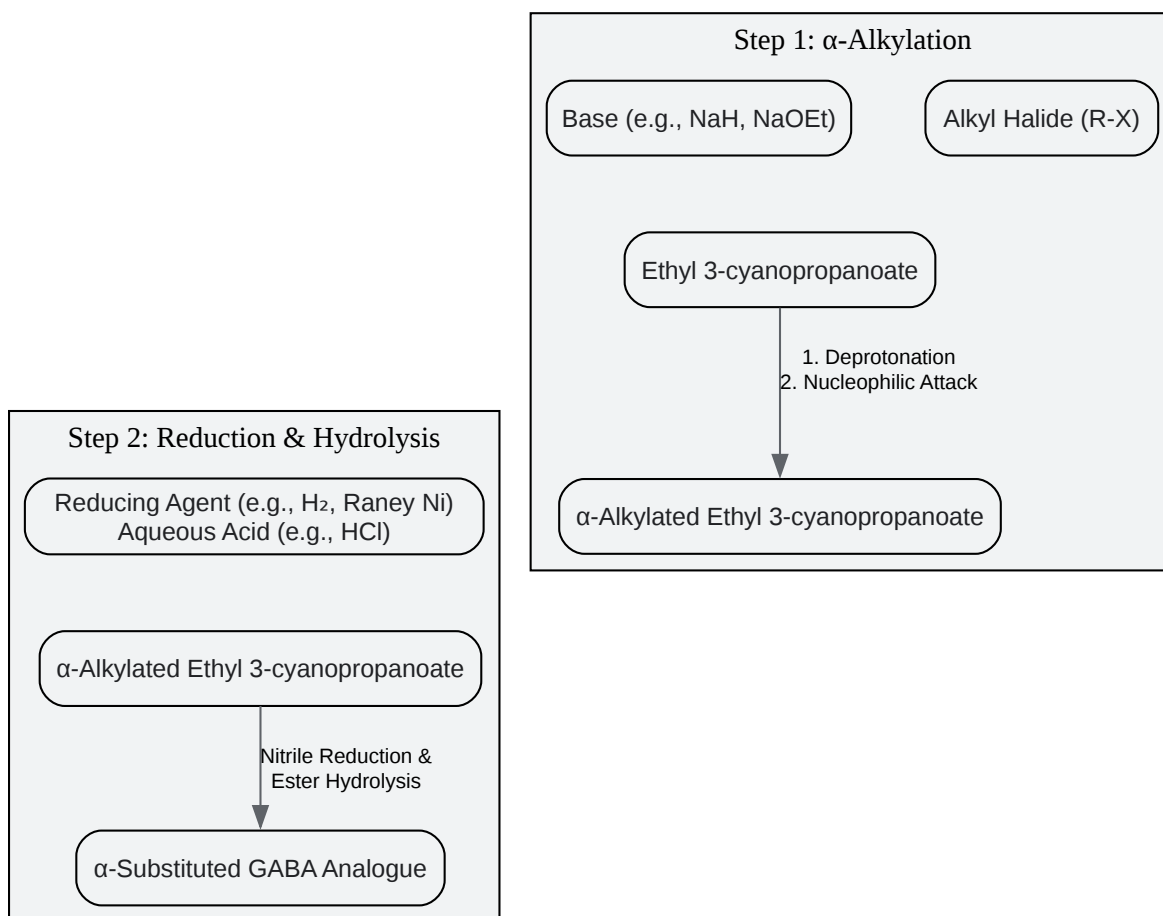 Step 1: α-Alkylation
Base (e.g., NaH, NaOEt)
Alkyl Halide (R-X)
Ethyl 3-cyanopropanoate
1. Deprotonation
2. Nucleophilic Attack
α-Alkylated Ethyl 3-cyanopropanoate
Step 2: Reduction & Hydrolysis
Reducing Agent (e.g., H₂, Raney Ni)
Aqueous Acid (e.g., HCl)
α-Alkylated Ethyl 3-cyanopropanoate
Nitrile Reduction &
Ester Hydrolysis
α-Substituted GABA Analogue